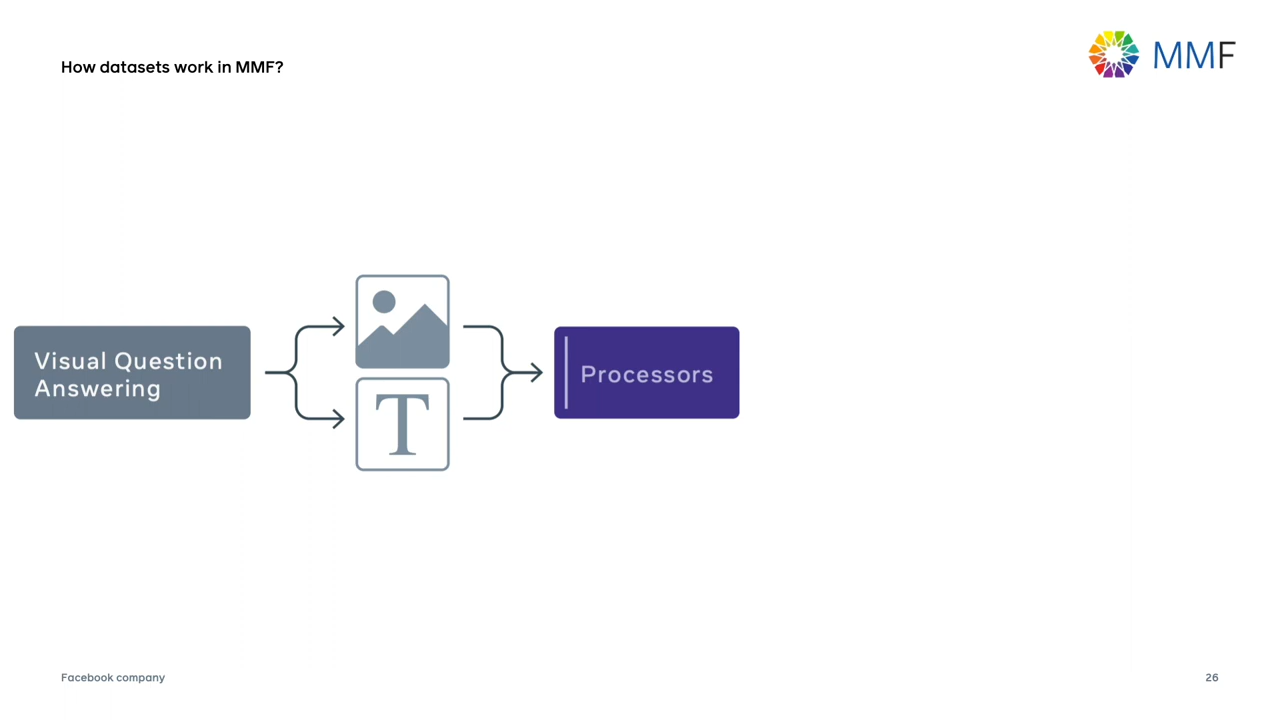 How datasets work in MMF?
MMF
Visual Question
Answering
T
Processors
Facebook company
26